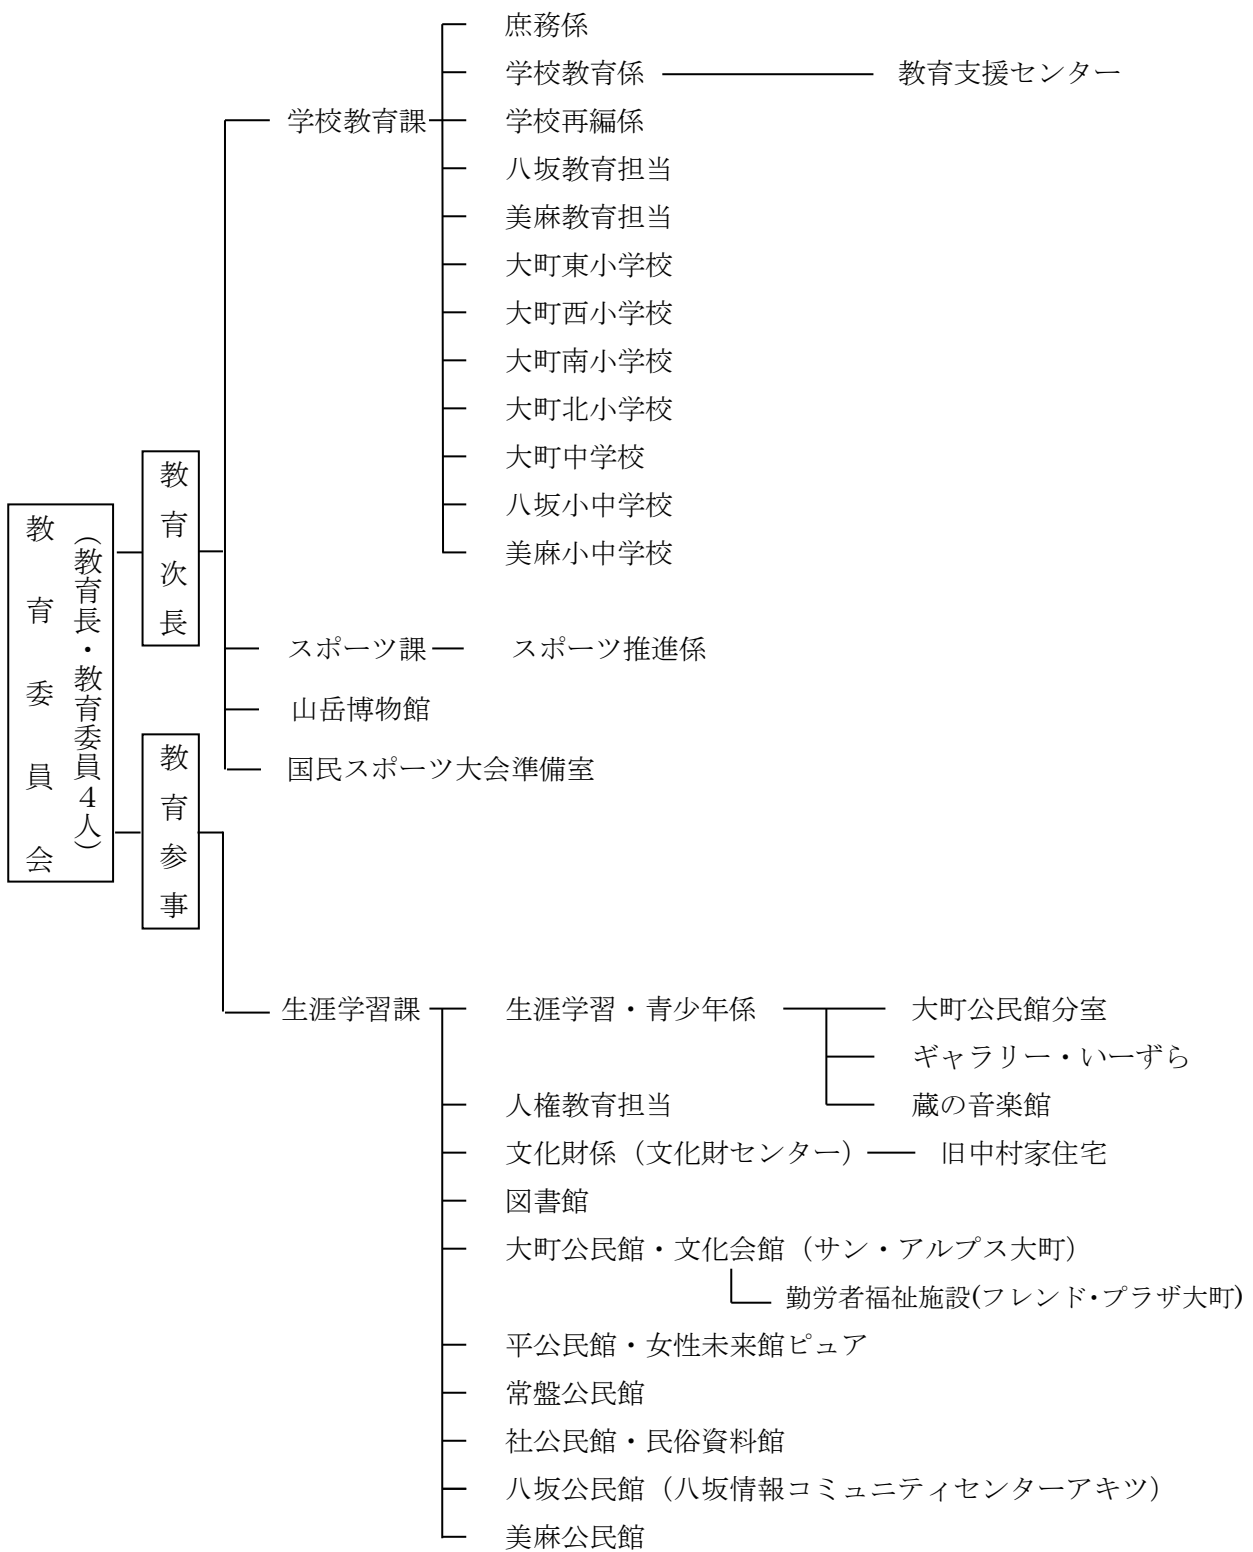 教育委員会
（教育長・教育委員４人）
教育次長
学校教育課
庶務係
学校教育係
教育支援センター
学校再編係
八坂教育担当
美麻教育担当
大町東小学校
大町西小学校
大町南小学校
大町北小学校
大町中学校
八坂小中学校
美麻小中学校
スポーツ課
スポーツ推進係
山岳博物館
国民スポーツ大会準備室
教育参事
生涯学習課
生涯学習・青少年係
大町公民館分室
ギャラリー・いーずら
蔵の音楽館
人権教育担当
文化財係（文化財センター）
旧中村家住宅
図書館
大町公民館・文化会館（サン・アルプス大町）
勤労者福祉施設(フレンド・プラザ大町)
平公民館・女性未来館ピュア
常盤公民館
社公民館・民俗資料館
八坂公民館（八坂情報コミュニティセンターアキツ）
美麻公民館